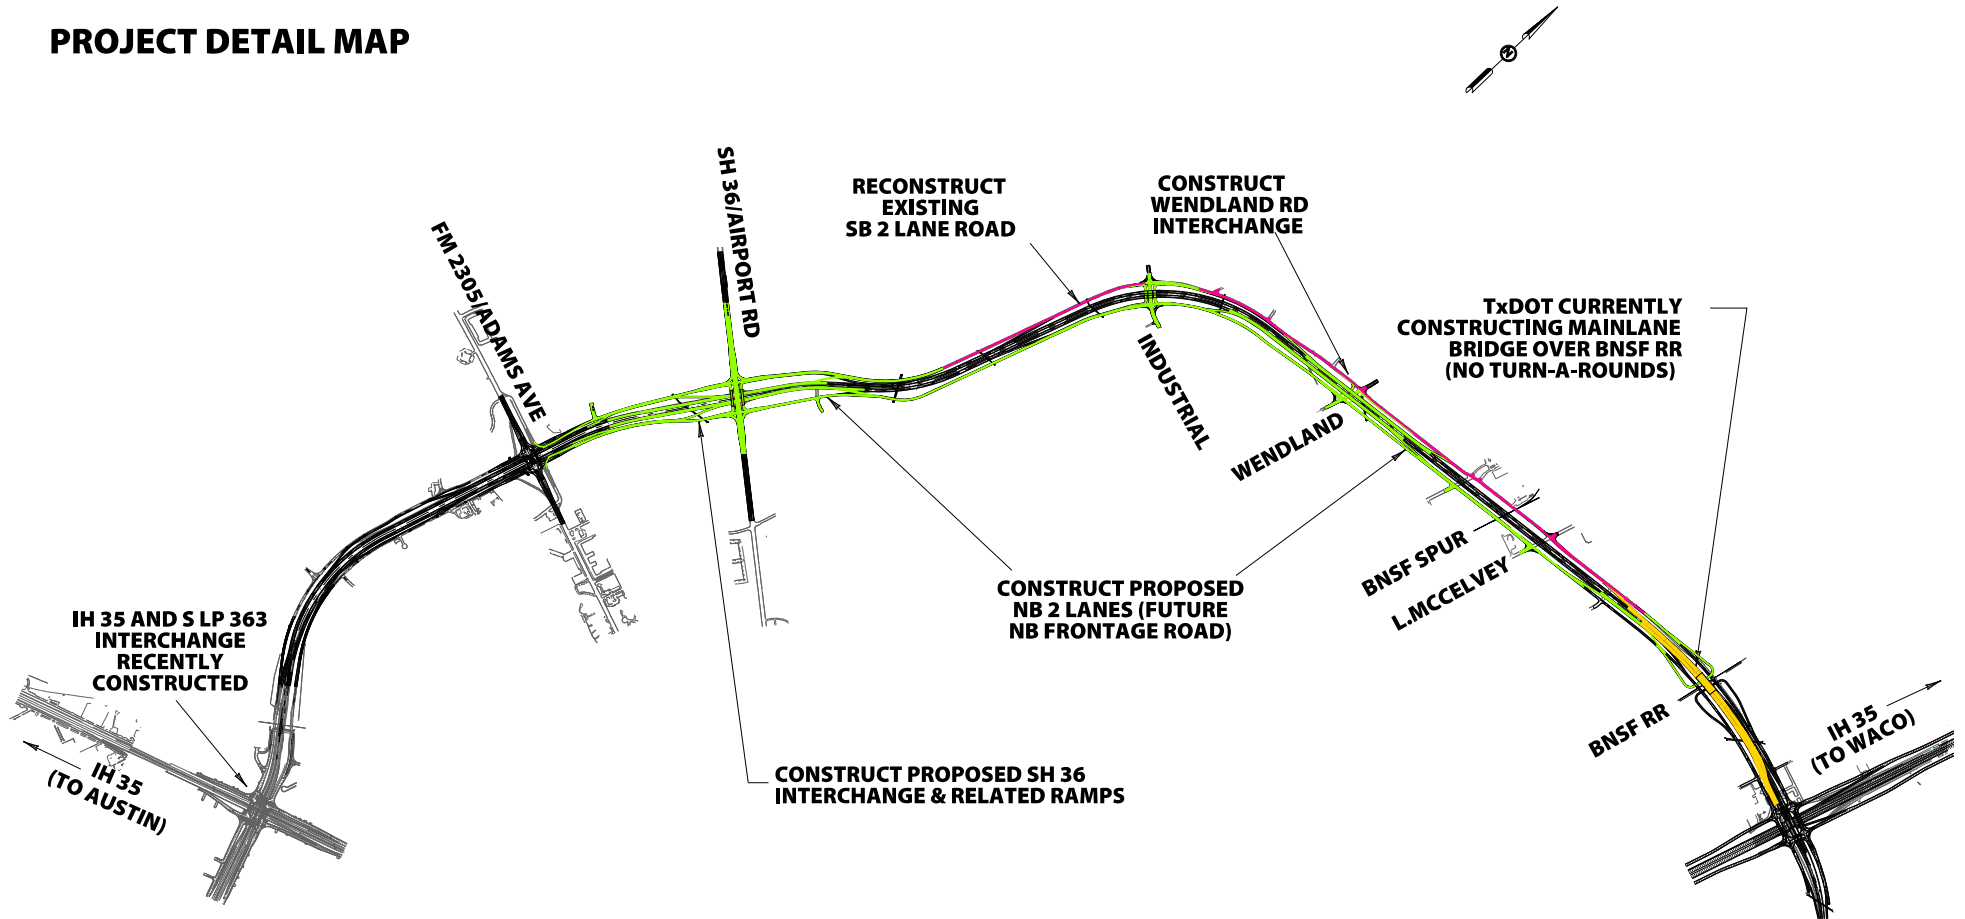 PROJECT DETAIL MAP
N
SH 36/AIRPORT RD
FM 2305/ADAMS AVE
RECONSTRUCT
EXISTING
SB 2 LANE ROAD
CONSTRUCT
WENDLAND RD
INTERCHANGE
TxDOT CURRENTLY
CONSTRUCTING MAINLANE
BRIDGE OVER BNSF RR
(NO TURN-A-ROUNDS)
INDUSTRIAL
WENDLAND
BNSF SPUR
L.MCCELVEY
CONSTRUCT PROPOSED
NB 2 LANES (FUTURE
NB FRONTAGE ROAD)
IH 35 AND S LP 363
INTERCHANGE
RECENTLY
CONSTRUCTED
BNSF RR
IH 35
(TO WACO)
IH 35
(TO AUSTIN)
CONSTRUCT PROPOSED SH 36
INTERCHANGE & RELATED RAMPS